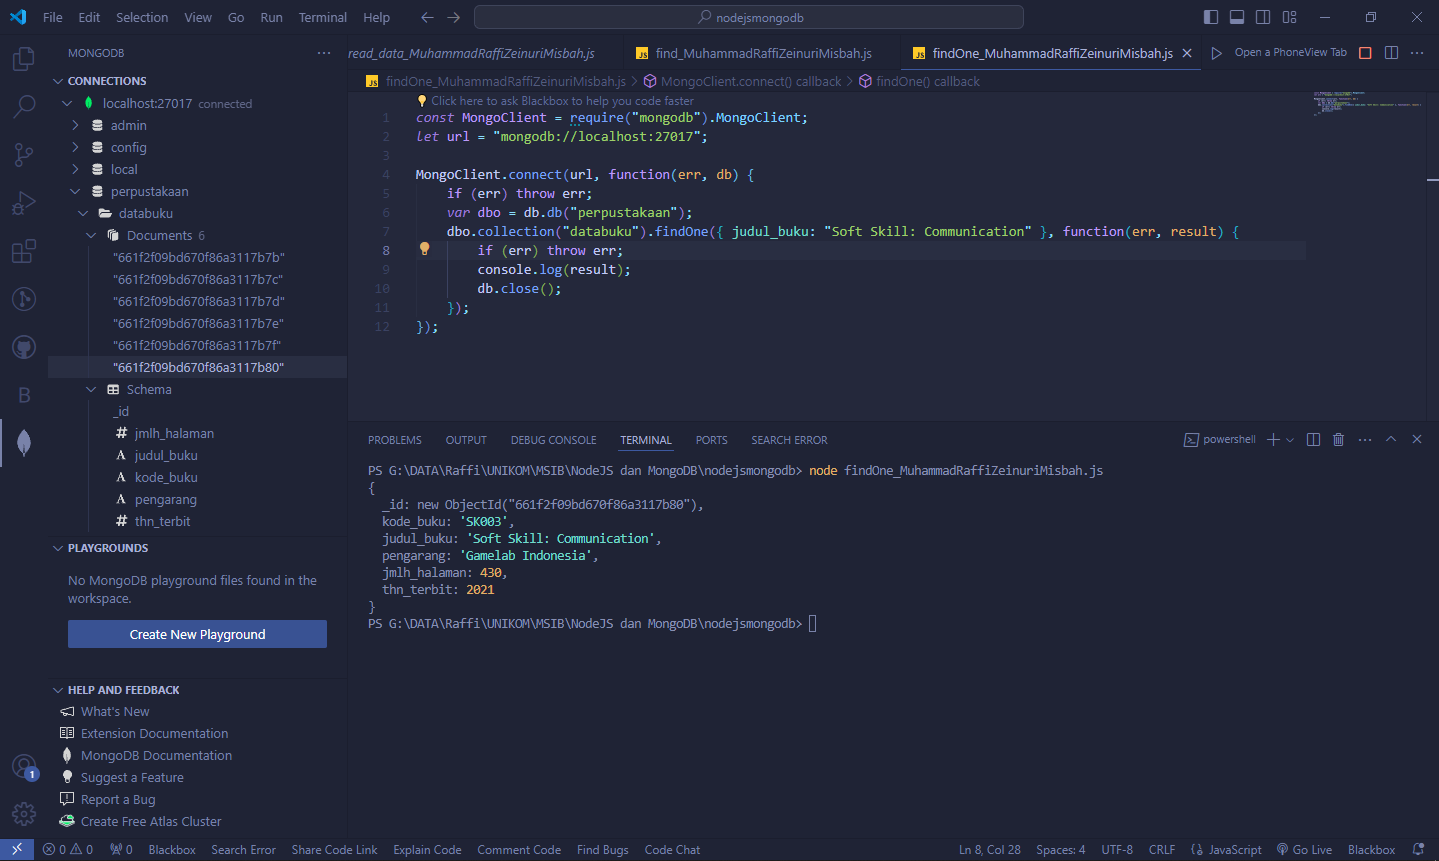 File Edit Selection View Go Run Terminal Help
nodejsmongodb
MONGODB
CONNECTIONS
localhost:27017 connected
admin
config
local
perpustakaan
databuku
Documents 6
"661f2f09bd670f86a3117b7b"
"661f2f09bd670f86a3117b7c"
"661f2f09bd670f86a3117b7d"
"661f2f09bd670f86a3117b7e"
"661f2f09bd670f86a3117b7f"
"661f2f09bd670f86a3117b80"
Schema
_id
jmlh_halaman
judul_buku
kode_buku
pengarang
thn_terbit
PLAYGROUNDS
No MongoDB playground files found in the
workspace.
Create New Playground
HELP AND FEEDBACK
What's New
Extension Documentation
MongoDB Documentation
Suggest a Feature
Report a Bug
Create Free Atlas Cluster
read_data_MuhammadRaffiZeinuriMisbah.js
JS find_MuhammadRaffiZeinuriMisbah.js
JS findOne_MuhammadRaffiZeinuriMisbah.js
Open a PhoneView Tab
JS findOne_MuhammadRaffiZeinuriMisbah.js > MongoClient.connect() callback > findOne() callback
Click here to ask Blackbox to help you code faster
1 const MongoClient = require("mongodb").MongoClient;
2 let url = "mongodb://localhost:27017";
3
4 MongoClient.connect(url, function(err, db) {
5 if (err) throw err;
6 var dbo = db.db("perpustakaan");
7 dbo.collection("databuku").findOne({ judul_buku: "Soft Skill: Communication" }, function(err, result) {
8 if (err) throw err;
9 console.log(result);
10 db.close();
11 });
12 });
PROBLEMS OUTPUT DEBUG CONSOLE TERMINAL PORTS SEARCH ERROR
powershell
PS G:\DATA\Raffi\UNIKOM\MSIB\NodeJS dan MongoDB\nodejsmongodb> node findOne_MuhammadRaffiZeinuriMisbah.js
{
_id: new ObjectId("661f2f09bd670f86a3117b80"),
kode_buku: 'SK003',
judul_buku: 'Soft Skill: Communication',
pengarang: 'Gamelab Indonesia',
jmlh_halaman: 430,
thn_terbit: 2021
}
PS G:\DATA\Raffi\UNIKOM\MSIB\NodeJS dan MongoDB\nodejsmongodb>
B
1
0 0 0 Blackbox Search Error Share Code Link Explain Code Comment Code Find Bugs Code Chat
Ln 8, Col 28 Spaces: 4 UTF-8 CRLF {} JavaScript Go Live Blackbox